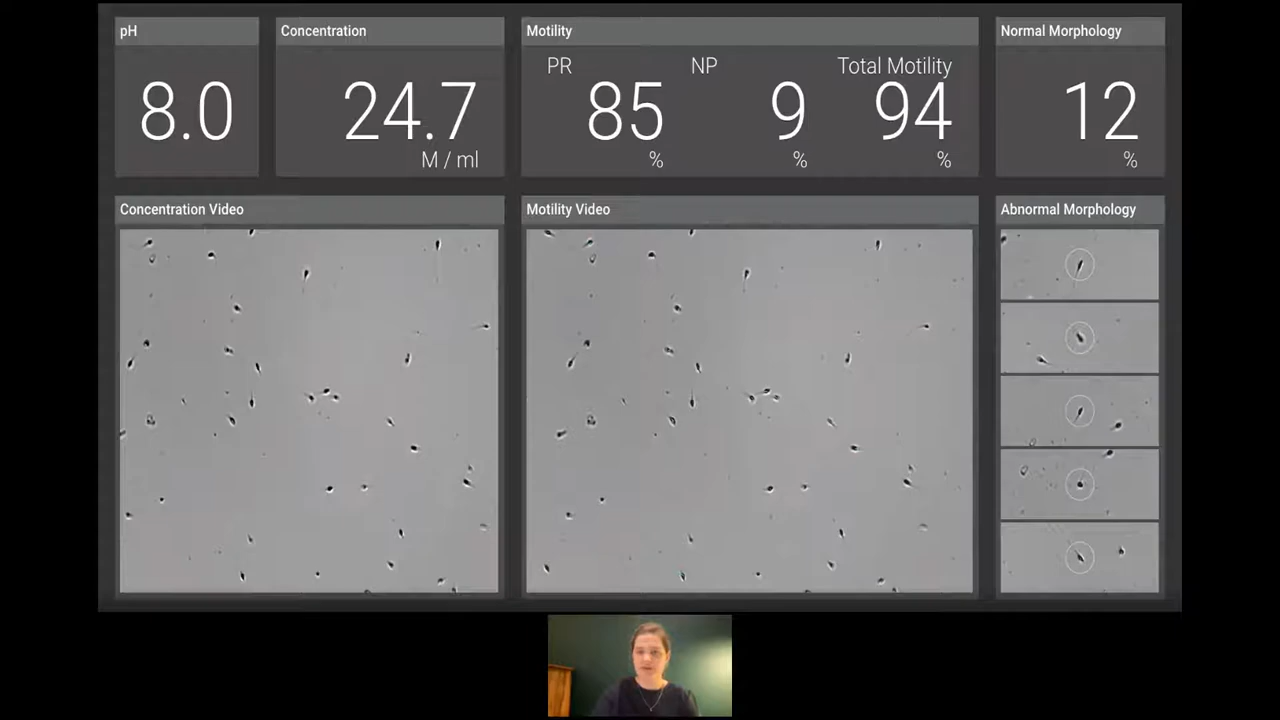 pH
8.0
Concentration
24.7
M / ml
Motility
PR NP Total Motility
85 9 94
% % %
Normal Morphology
12
%
Concentration Video
Motility Video
Abnormal Morphology